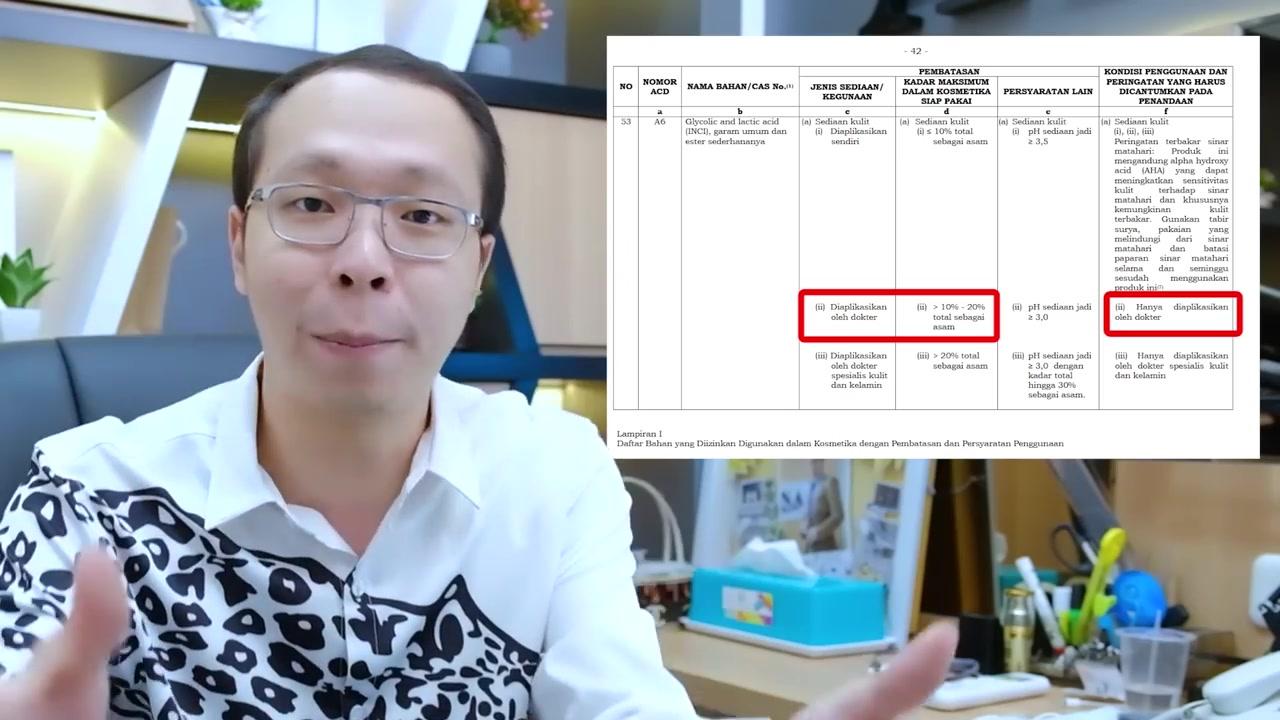 - 42 -
NO
NOMOR
ACD
NAMA BAHAN/CAS No.(1)
PEMBATASAN
JENIS SEDIAAN/
KEGUNAAN
KADAR MAKSIMUM
DALAM KOSMETIKA
SIAP PAKAI
PERSYARATAN LAIN
KONDISI PENGGUNAAN DAN
PERINGATAN YANG HARUS
DICANTUMKAN PADA
PENANDAAN
a
b
c
d
e
f
53
A6
Glycolic and lactic acid
(INCI), garam umum dan
ester sederhananya
(a) Sediaan kulit
(i) Diaplikasikan
sendiri
(a) Sediaan kulit
(i) ≤ 10% total
sebagai asam
(a) Sediaan kulit
(i) pH sediaan jadi
≥ 3,5
(a) Sediaan kulit
(i), (ii), (iii)
Peringatan terbakar sinar
matahari: Produk ini
mengandung alpha hydroxy
acid (AHA) yang dapat
meningkatkan sensitivitas
kulit terhadap sinar
matahari dan khususnya
kemungkinan kulit
terbakar. Gunakan tabir
surya, pakaian yang
melindungi dari sinar
matahari dan batasi
paparan sinar matahari
selama dan seminggu
sesudah menggunakan
produk ini(7)
(ii) Diaplikasikan
oleh dokter
(ii) > 10% - 20%
total sebagai
asam
(ii) pH sediaan jadi
≥ 3,0
(ii) Hanya diaplikasikan
oleh dokter
(iii) Diaplikasikan
oleh dokter
spesialis kulit
dan kelamin
(iii) > 20% total
sebagai asam
(iii) pH sediaan jadi
≥ 3,0 dengan
kadar total
hingga 30%
sebagai asam.
(iii) Hanya diaplikasikan
oleh dokter spelialis kulit
dan kelamin
Lampiran I
Daftar Bahan yang Diizinkan Digunakan dalam Kosmetika dengan Pembatasan dan Persyaratan Penggunaan